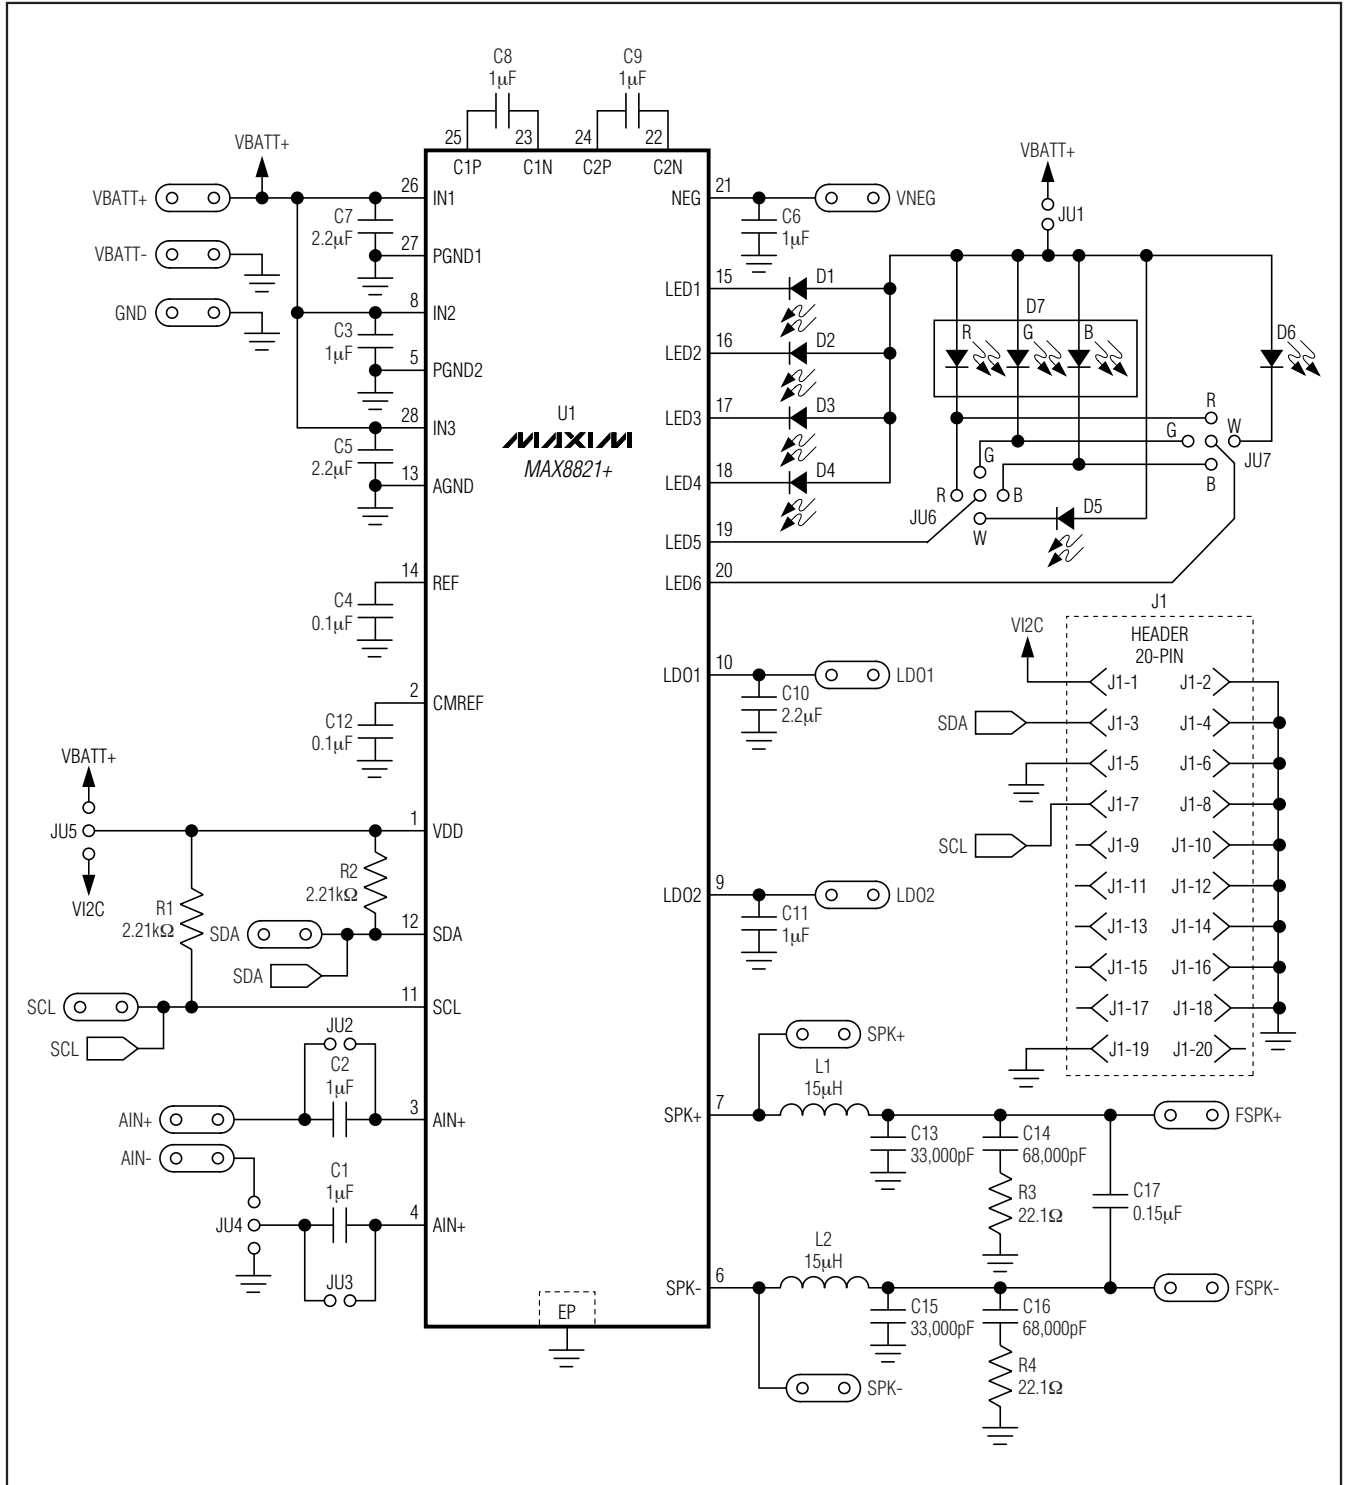 C8
1µF
C9
1µF
25
23
24
22
C1P
C1N
C2P
C2N
VBATT+
VBATT+
VBATT-
GND
26
IN1
C7
2.2µF
27
PGND1
8
IN2
C3
1µF
5
PGND2
28
IN3
C5
2.2µF
13
AGND
14
REF
C4
0.1µF
2
CMREF
C12
0.1µF
VBATT+
JU5
VI2C
1
VDD
R2
2.21kΩ
R1
2.21kΩ
SDA
12
SDA
SDA
11
SCL
SCL
SCL
JU2
C2
1µF
AIN+
3
AIN+
AIN-
C1
1µF
JU4
4
AIN+
JU3
U1
MAXIM
MAX8821+
EP
NEG
21
C6
1µF
VNEG
LED1
15
D1
LED2
16
D2
LED3
17
D3
LED4
18
D4
LED5
19
LED6
20
VBATT+
JU1
D7
R
G
B
D6
R
G
W
JU7
B
G
R
B
JU6
W
D5
LDO1
10
C10
2.2µF
LDO1
LDO2
9
C11
1µF
LDO2
J1
HEADER
20-PIN
VI2C
J1-1
J1-2
SDA
J1-3
J1-4
J1-5
J1-6
J1-7
J1-8
SCL
J1-9
J1-10
J1-11
J1-12
J1-13
J1-14
J1-15
J1-16
J1-17
J1-18
J1-19
J1-20
SPK+
L1
15µH
SPK+
7
FSPK+
C13
33,000pF
C14
68,000pF
R3
22.1Ω
C17
0.15µF
L2
15µH
SPK-
6
FSPK-
C15
33,000pF
C16
68,000pF
R4
22.1Ω
SPK-